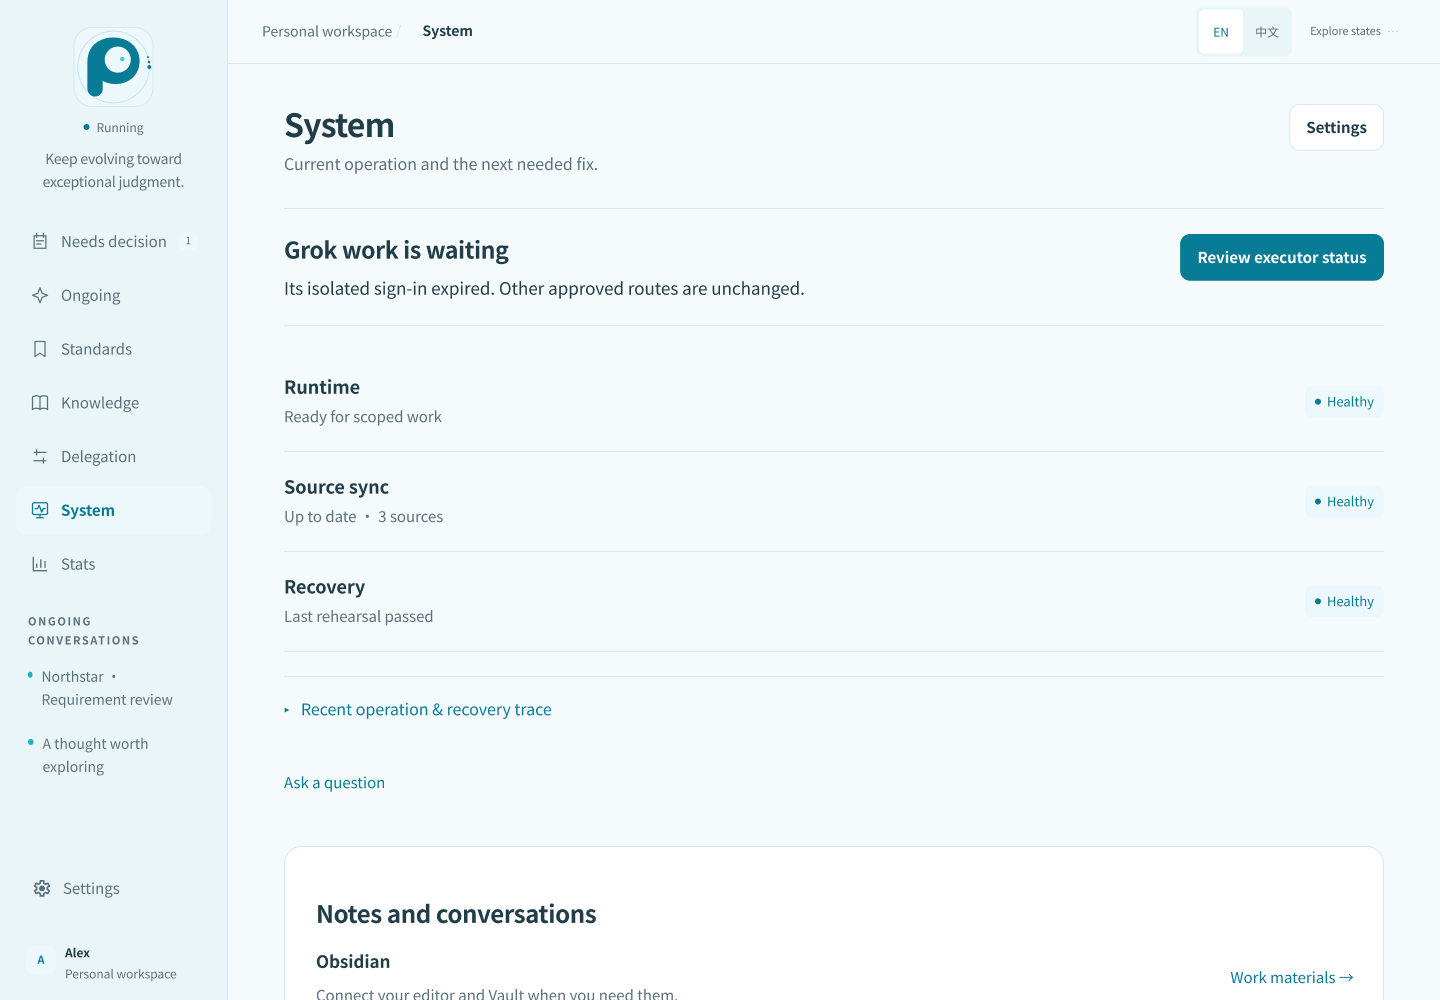 Running
Keep evolving toward
exceptional judgment.
Needs decision 1
Ongoing
Standards
Knowledge
Delegation
System
Stats
ONGOING
CONVERSATIONS
Northstar •
Requirement review
A thought worth
exploring
Settings
A
Alex
Personal workspace
Personal workspace / System
EN 中文 Explore states ···
System
Settings
Current operation and the next needed fix.
Grok work is waiting
Review executor status
Its isolated sign-in expired. Other approved routes are unchanged.
Runtime
Healthy
Ready for scoped work
Source sync
Healthy
Up to date • 3 sources
Recovery
Healthy
Last rehearsal passed
Recent operation & recovery trace
Ask a question
Notes and conversations
Obsidian
Work materials →
Connect your editor and Vault when you need them.